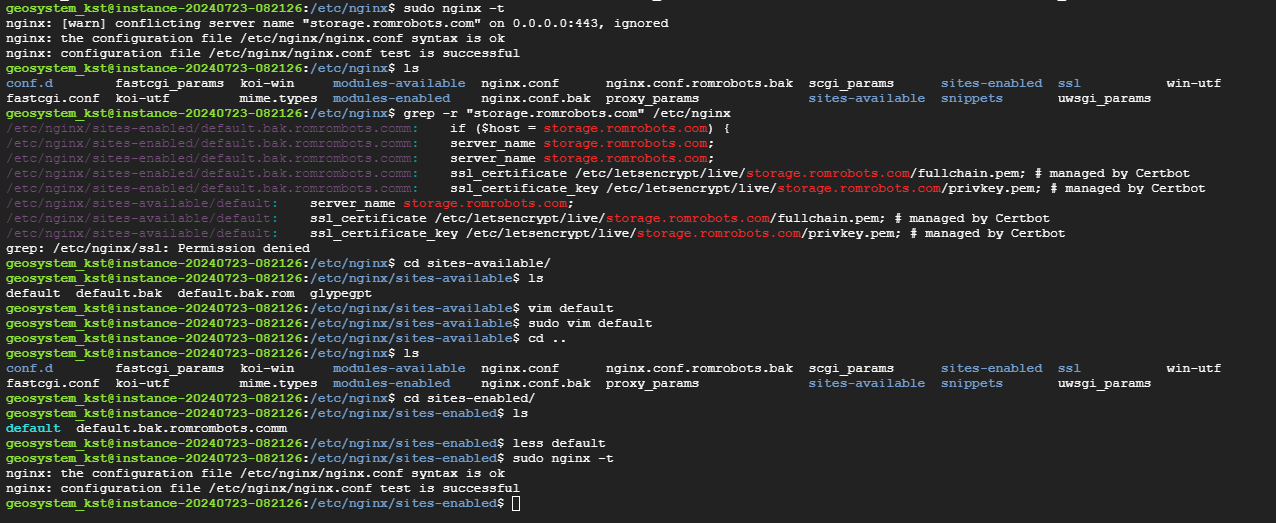 geosystem_kst@instance-20240723-082126:/etc/nginx$ sudo nginx -t
nginx: [warn] conflicting server name "storage.romrobots.com" on 0.0.0.0:443, ignored
nginx: the configuration file /etc/nginx/nginx.conf syntax is ok
nginx: configuration file /etc/nginx/nginx.conf test is successful
geosystem_kst@instance-20240723-082126:/etc/nginx$ ls
conf.d fastcgi_params koi-win modules-available nginx.conf nginx.conf.romrobots.bak scgi_params sites-enabled ssl win-utf
fastcgi.conf koi-utf mime.types modules-enabled nginx.conf.bak proxy_params sites-available snippets uwsgi_params
geosystem_kst@instance-20240723-082126:/etc/nginx$ grep -r "storage.romrobots.com" /etc/nginx
/etc/nginx/sites-enabled/default.bak.romrombots.comm: if ($host = storage.romrobots.com) {
/etc/nginx/sites-enabled/default.bak.romrombots.comm: server_name storage.romrobots.com;
/etc/nginx/sites-enabled/default.bak.romrombots.comm: server_name storage.romrobots.com;
/etc/nginx/sites-enabled/default.bak.romrombots.comm: ssl_certificate /etc/letsencrypt/live/storage.romrobots.com/fullchain.pem; # managed by Certbot
/etc/nginx/sites-enabled/default.bak.romrombots.comm: ssl_certificate_key /etc/letsencrypt/live/storage.romrobots.com/privkey.pem; # managed by Certbot
/etc/nginx/sites-available/default: server_name storage.romrobots.com;
/etc/nginx/sites-available/default: ssl_certificate /etc/letsencrypt/live/storage.romrobots.com/fullchain.pem; # managed by Certbot
/etc/nginx/sites-available/default: ssl_certificate_key /etc/letsencrypt/live/storage.romrobots.com/privkey.pem; # managed by Certbot
grep: /etc/nginx/ssl: Permission denied
geosystem_kst@instance-20240723-082126:/etc/nginx$ cd sites-available/
geosystem_kst@instance-20240723-082126:/etc/nginx/sites-available$ ls
default default.bak default.bak.rom glypegpt
geosystem_kst@instance-20240723-082126:/etc/nginx/sites-available$ vim default
geosystem_kst@instance-20240723-082126:/etc/nginx/sites-available$ sudo vim default
geosystem_kst@instance-20240723-082126:/etc/nginx/sites-available$ cd ..
geosystem_kst@instance-20240723-082126:/etc/nginx$ ls
conf.d fastcgi_params koi-win modules-available nginx.conf nginx.conf.romrobots.bak scgi_params sites-enabled ssl win-utf
fastcgi.conf koi-utf mime.types modules-enabled nginx.conf.bak proxy_params sites-available snippets uwsgi_params
geosystem_kst@instance-20240723-082126:/etc/nginx$ cd sites-enabled/
geosystem_kst@instance-20240723-082126:/etc/nginx/sites-enabled$ ls
default default.bak.romrombots.comm
geosystem_kst@instance-20240723-082126:/etc/nginx/sites-enabled$ less default
geosystem_kst@instance-20240723-082126:/etc/nginx/sites-enabled$ sudo nginx -t
nginx: the configuration file /etc/nginx/nginx.conf syntax is ok
nginx: configuration file /etc/nginx/nginx.conf test is successful
geosystem_kst@instance-20240723-082126:/etc/nginx/sites-enabled$